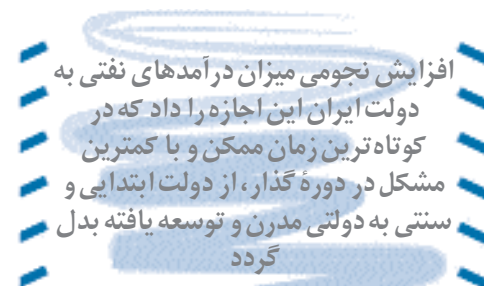 افزایش نجومی میزان درآمدهای نفتی به
دولت ایران این اجازه را داد که در
کوتاه‌ترین زمان ممکن و با کمترین
مشکل در دورهٔ گذار، از دولت ابتدایی و
سنتی به دولتی مدرن و توسعه یافته بدل
گردد